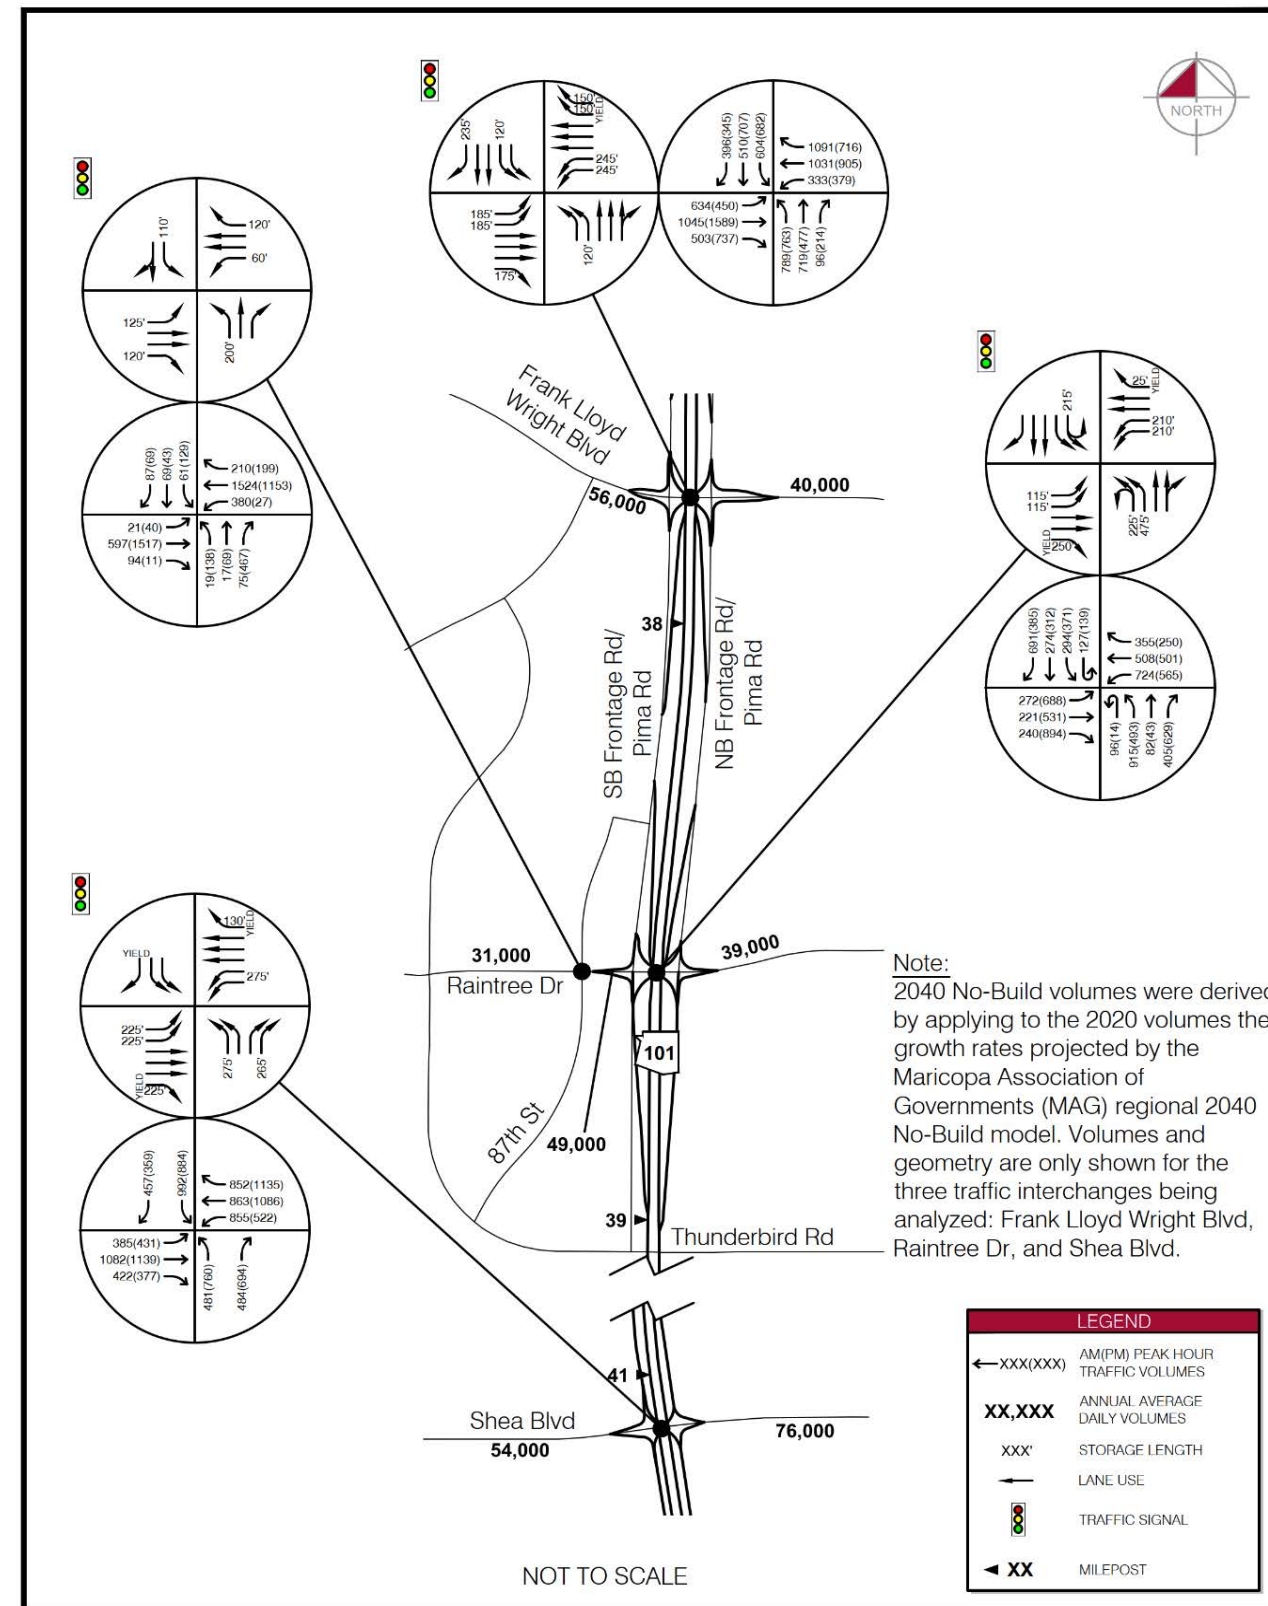 NORTH
235'
120'
150'
150'
YIELD
245'
245'
185'
185'
175'
120'
396(345)
510(707)
604(682)
1091(716)
1031(905)
333(379)
634(450)
1045(1589)
503(737)
789(763)
719(477)
96(214)
110'
120'
60'
125'
120'
200'
87(69)
69(43)
61(129)
210(199)
1524(1153)
380(27)
21(40)
597(1517)
94(11)
19(138)
17(69)
75(467)
215'
25'
YIELD
210'
210'
115'
115'
YIELD
250'
225'
475'
691(385)
274(312)
294(371)
127(139)
355(250)
508(501)
724(565)
272(688)
221(531)
240(894)
96(14)
915(493)
82(43)
405(629)
Frank Lloyd
Wright Blvd
56,000
40,000
38
SB Frontage Rd/
Pima Rd
NB Frontage Rd/
Pima Rd
31,000
Raintree Dr
39,000
101
87th St
49,000
39
Thunderbird Rd
41
Shea Blvd
54,000
76,000
YIELD
130'
YIELD
275'
225'
225'
YIELD
225'
275'
265'
457(359)
992(884)
852(1135)
863(1086)
855(522)
385(431)
1082(1139)
422(377)
481(760)
484(694)
Note:
2040 No-Build volumes were derived
by applying to the 2020 volumes the
growth rates projected by the
Maricopa Association of
Governments (MAG) regional 2040
No-Build model. Volumes and
geometry are only shown for the
three traffic interchanges being
analyzed: Frank Lloyd Wright Blvd,
Raintree Dr, and Shea Blvd.
LEGEND
XXX(XXX) AM(PM) PEAK HOUR
TRAFFIC VOLUMES
XX,XXX ANNUAL AVERAGE
DAILY VOLUMES
XXX' STORAGE LENGTH
LANE USE
TRAFFIC SIGNAL
XX MILEPOST
NOT TO SCALE